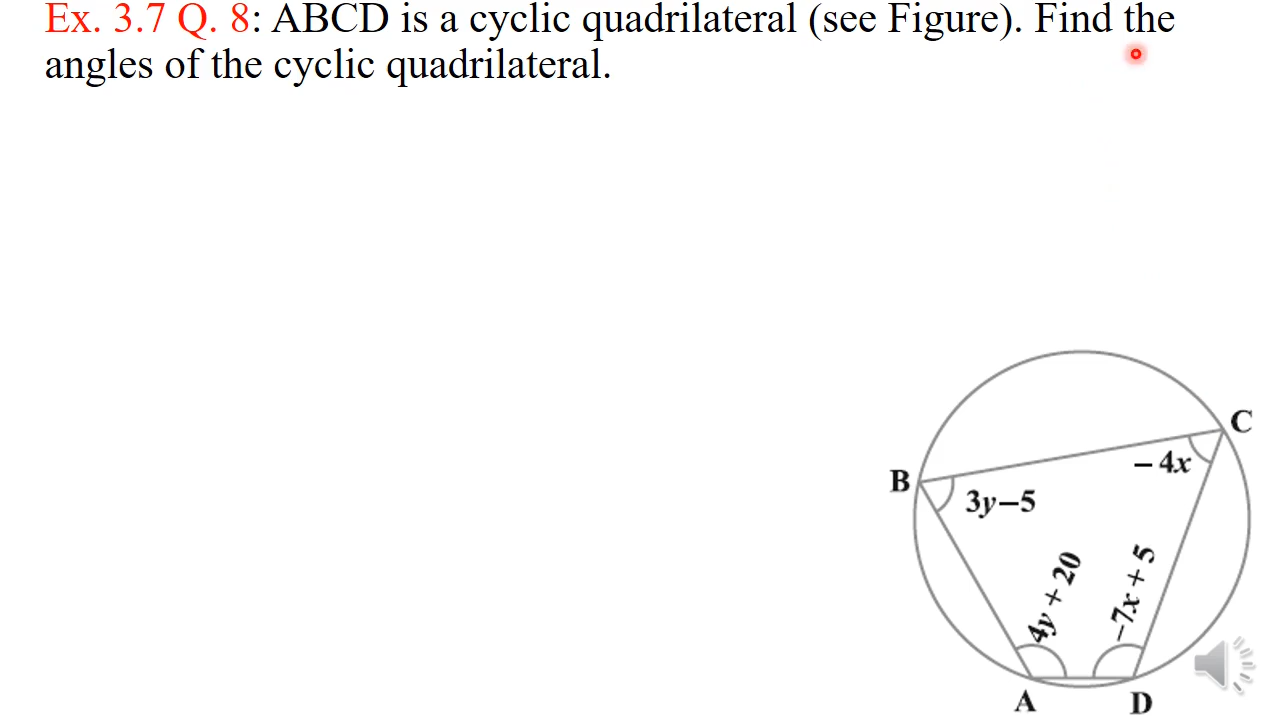 Ex. 3.7 Q. 8: ABCD is a cyclic quadrilateral (see Figure). Find the
angles of the cyclic quadrilateral.
C
– 4x
B
3y–5
4y + 20
–7x + 5
A
D